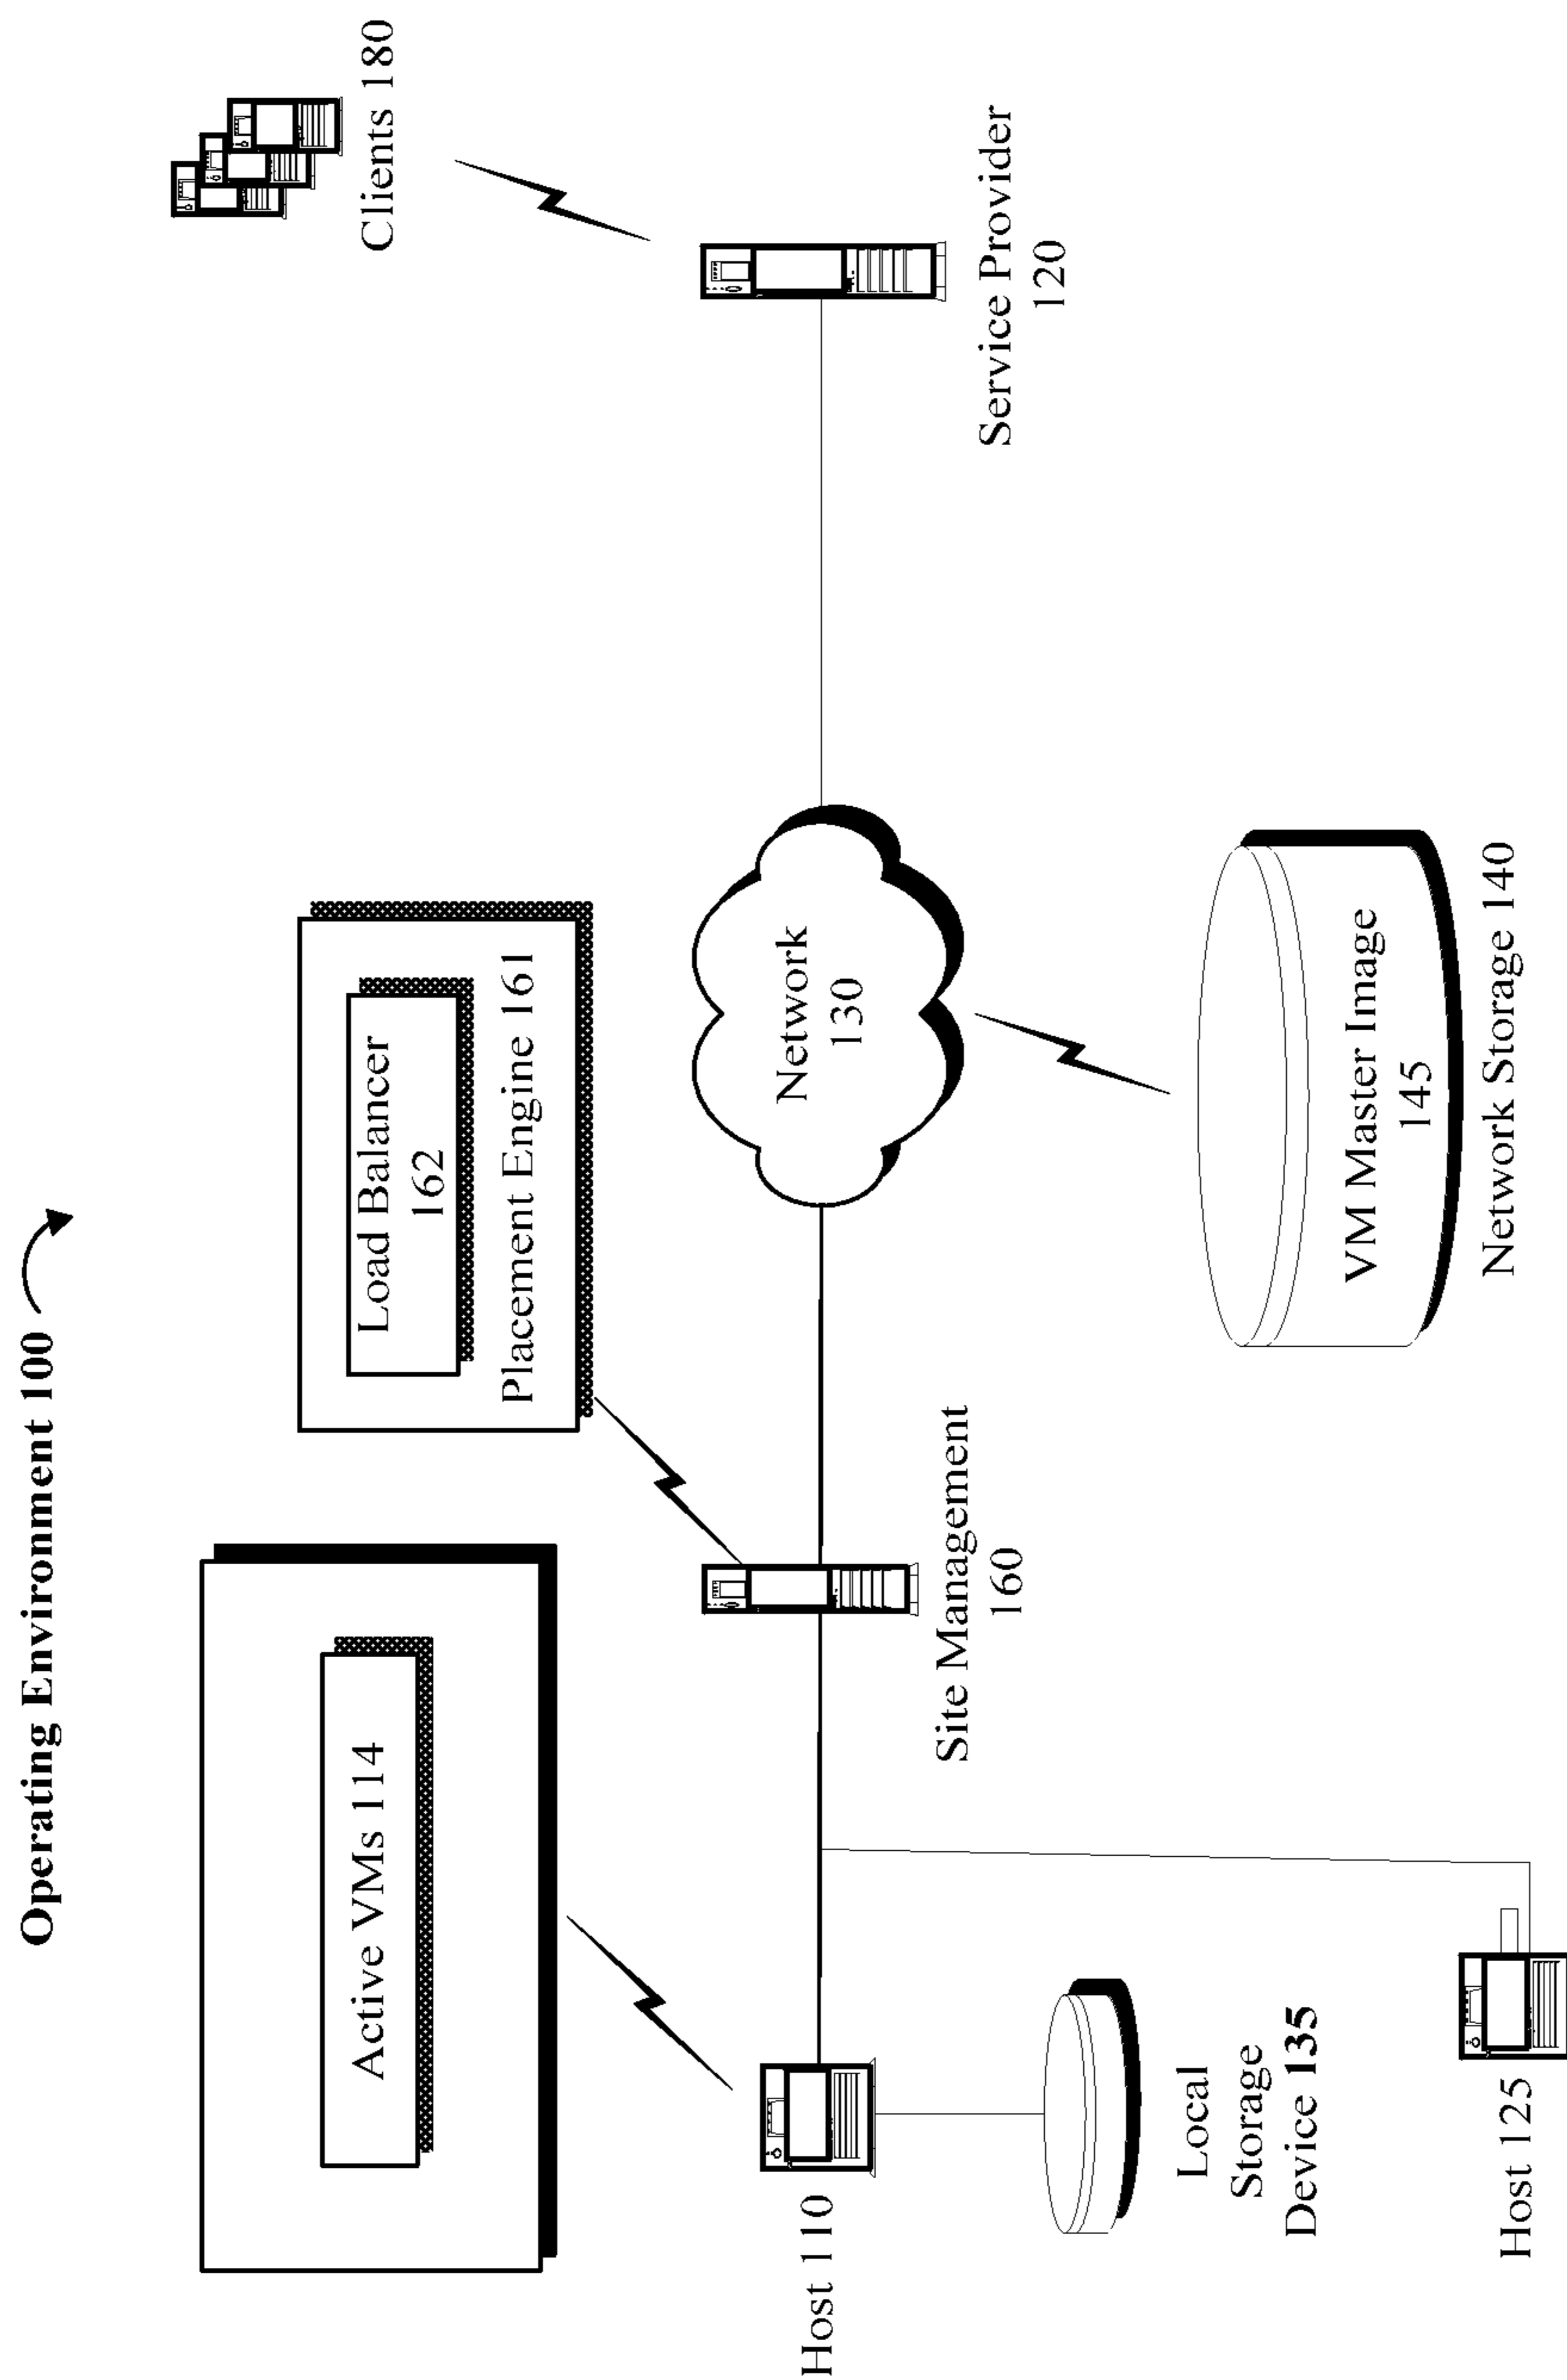 Operating Environment 100
Active VMs 114
Load Balancer
162
Placement Engine 161
Clients 180
Host 110
Site Management
160
Network
130
Service Provider
120
Local
Storage
Device 135
VM Master Image
145
Network Storage 140
Host 125